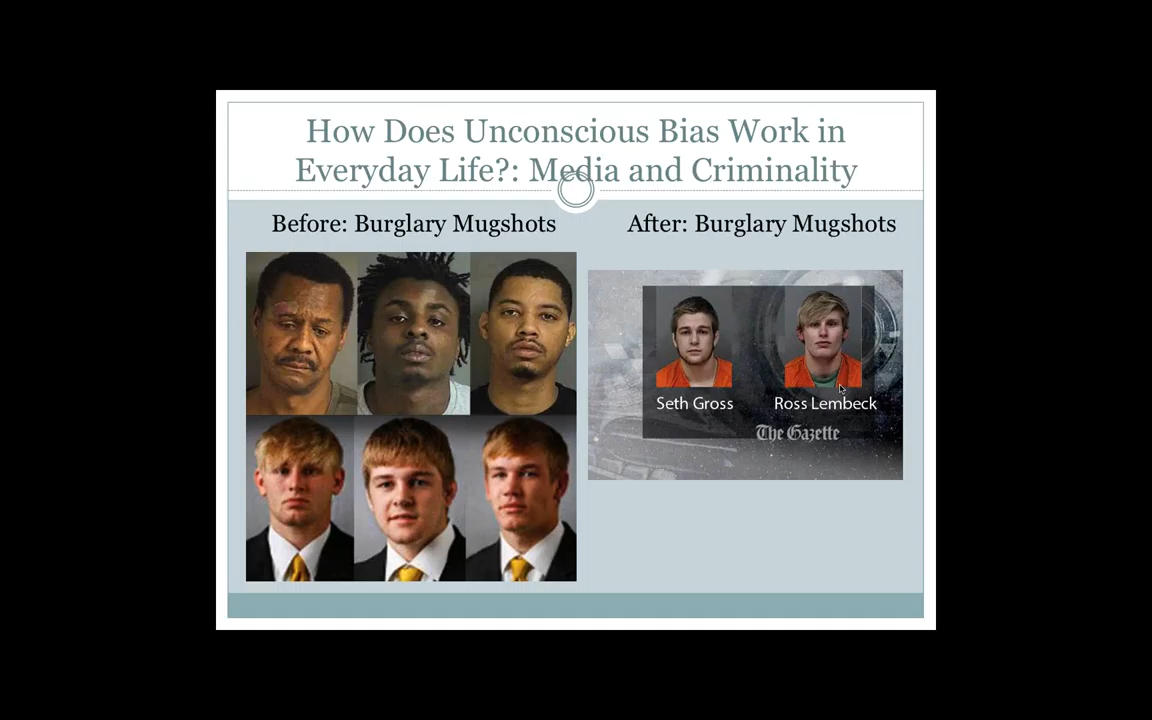 How Does Unconscious Bias Work in
Everyday Life?: Media and Criminality
Before: Burglary Mugshots
After: Burglary Mugshots
Seth Gross
Ross Lembeck
The Gazette